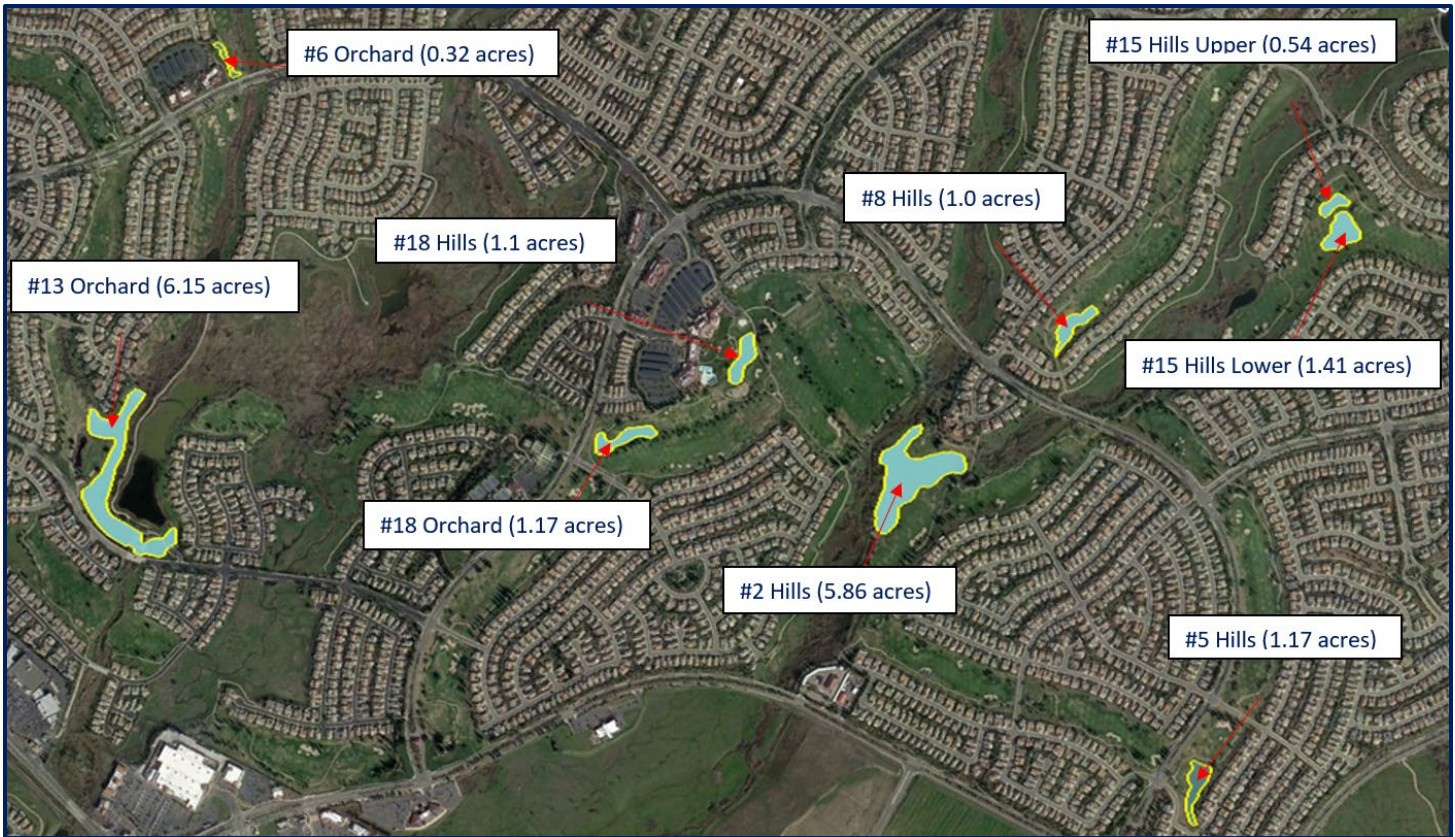 #6 Orchard (0.32 acres)
#15 Hills Upper (0.54 acres)
#8 Hills (1.0 acres)
#18 Hills (1.1 acres)
#13 Orchard (6.15 acres)
#15 Hills Lower (1.41 acres)
#18 Orchard (1.17 acres)
#2 Hills (5.86 acres)
#5 Hills (1.17 acres)